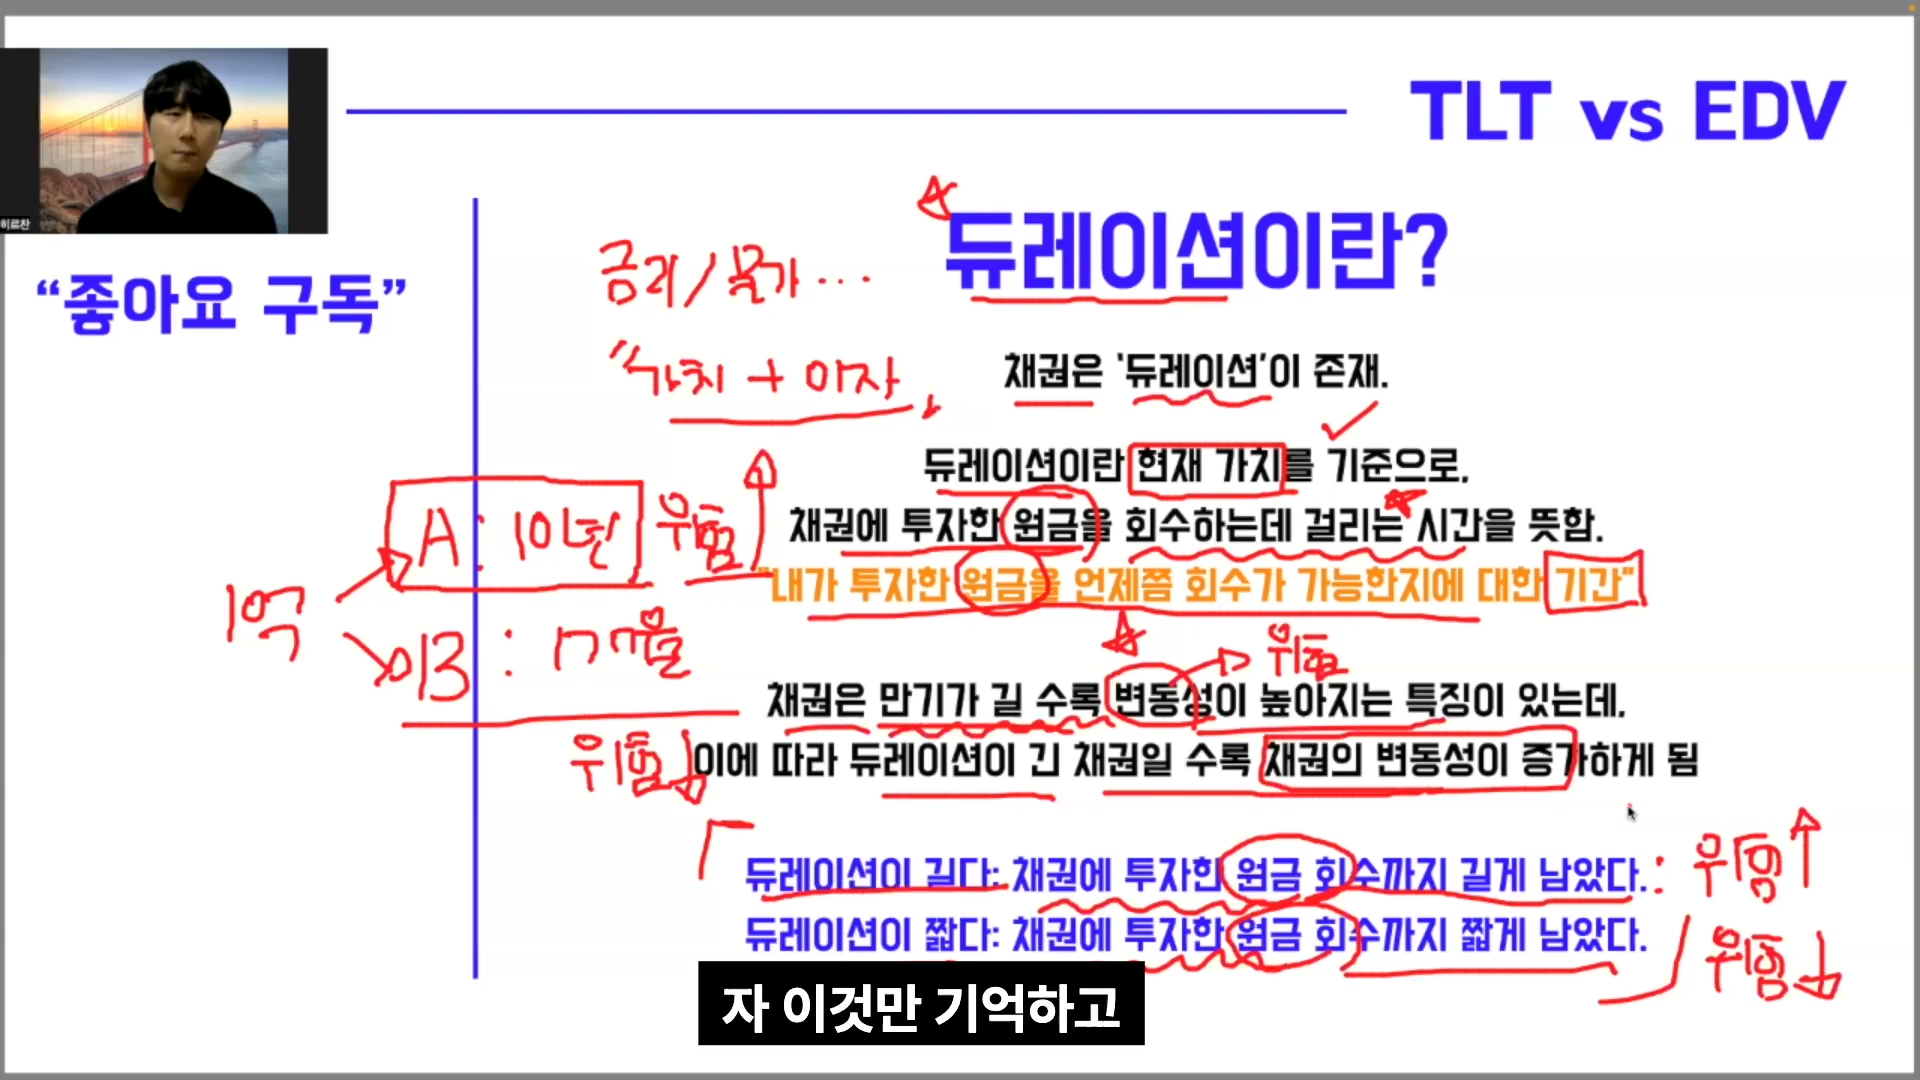 TLT vs EDV
히르찬
"좋아요 구독"
듀레이션이란?
금리/물가...
"가치 + 이자
채권은 '듀레이션'이 존재.
듀레이션이란 현재 가치를 기준으로,
채권에 투자한 원금을 회수하는데 걸리는 시간을 뜻함.
"내가 투자한 원금을 언제쯤 회수가 가능한지에 대한 기간"
1억
A: 10년 위험
B: 1개월
위험
채권은 만기가 길 수록 변동성이 높아지는 특징이 있는데,
위험
이에 따라 듀레이션이 긴 채권일 수록 채권의 변동성이 증가하게 됨
듀레이션이 길다: 채권에 투자한 원금 회수까지 길게 남았다. : 위험
듀레이션이 짧다: 채권에 투자한 원금 회수까지 짧게 남았다. 위험
자 이것만 기억하고